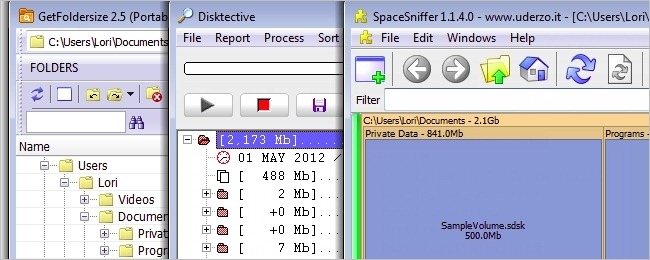 GetFoldersize 2.5 (Portab
C:\Users\Lori\Documents
FOLDERS
Name
Users
Lori
Videos
Documen
Privat
Progr
Disktective
File Report Process Sort
[2,173 Mb]....
01 MAY 2012 /
[ 488 Mb]...
[ 2 Mb]...
[ +0 Mb]...
[ +0 Mb]...
[ 7 Mb]...
SpaceSniffer 1.1.4.0 - www.uderzo.it - [C:\Users\Lori\
File Edit Window Help
Filter
C:\Users\Lori\Documents - 2.1Gb
Private Data - 841.0Mb
Programs -
SampleVolume.sdsk
500.0Mb